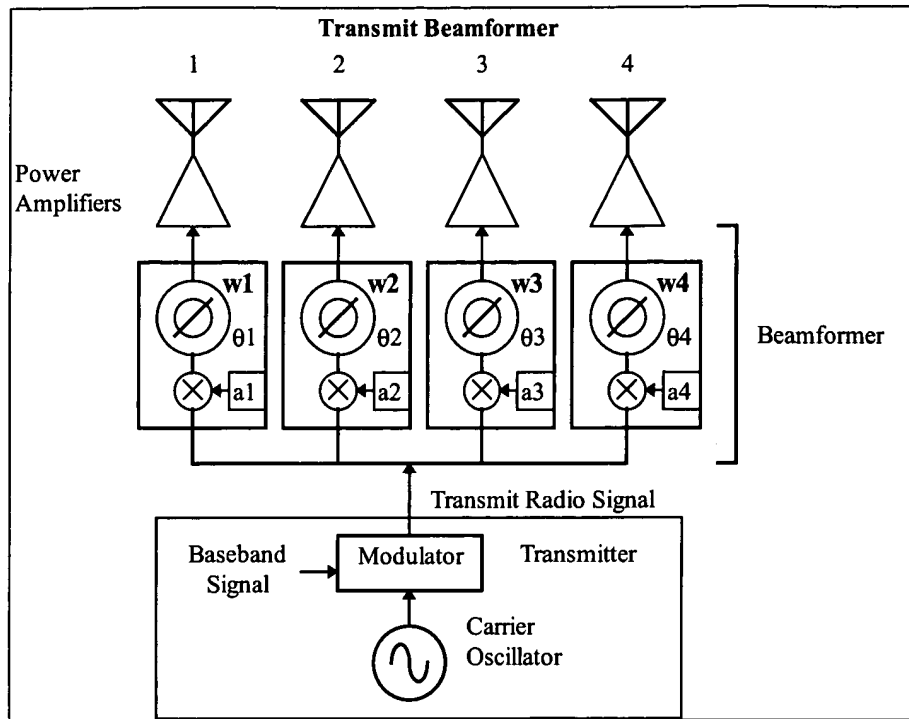 Transmit Beamformer
1 2 3 4
Power
Amplifiers
w1 w2 w3 w4
θ1 θ2 θ3 θ4
Beamformer
a1 a2 a3 a4
Transmit Radio Signal
Baseband
Signal
Modulator
Transmitter
Carrier
Oscillator